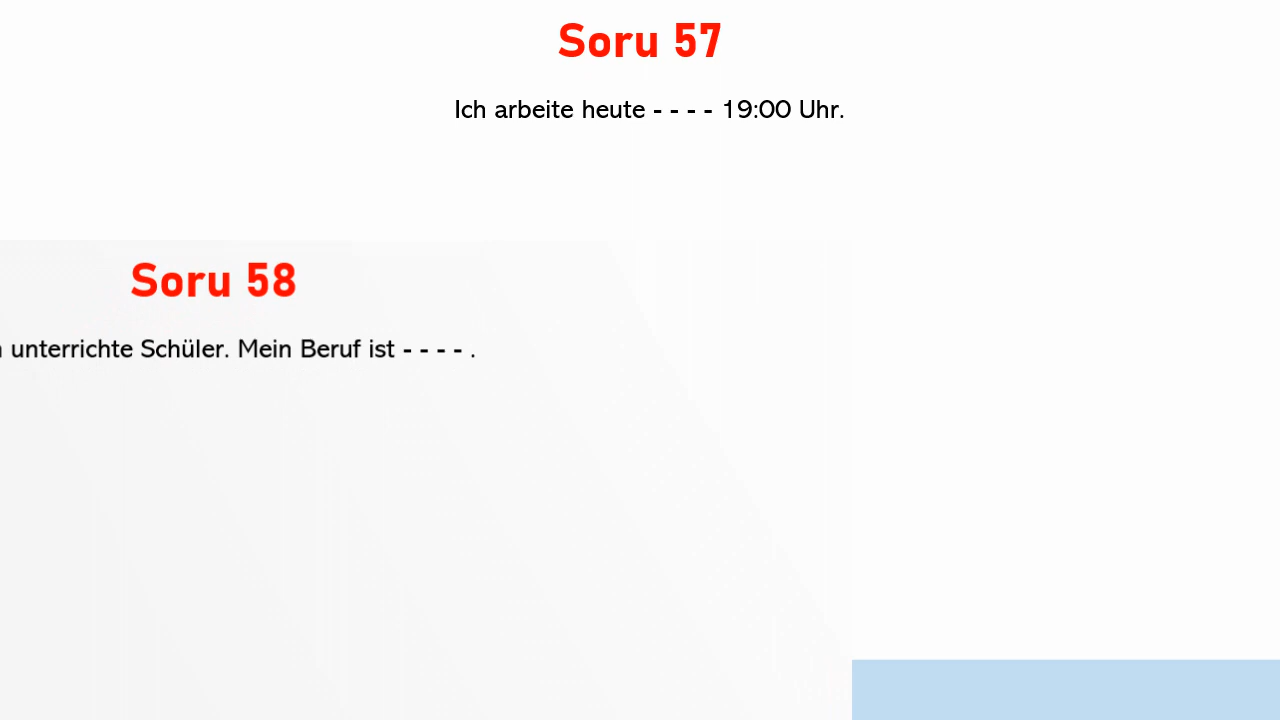 Soru 57
Ich arbeite heute - - - - 19:00 Uhr.
Soru 58
unterrichte Schüler. Mein Beruf ist - - - - .